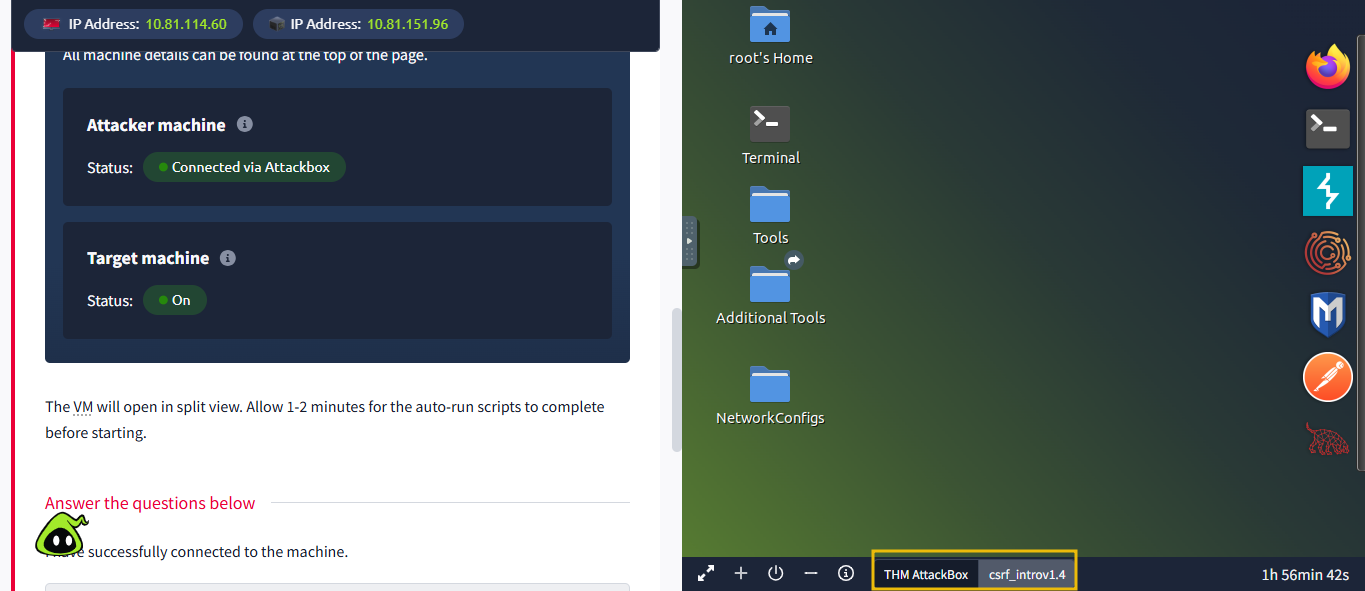 IP Address: 10.81.114.60
IP Address: 10.81.151.96
All machine details can be found at the top of the page.
Attacker machine
Status: Connected via Attackbox
Target machine
Status: On
The VM will open in split view. Allow 1-2 minutes for the auto-run scripts to complete
before starting.
Answer the questions below
successfully connected to the machine.
root's Home
Terminal
Tools
Additional Tools
NetworkConfigs
THM AttackBox
csrf_introv1.4
1h 56min 42s